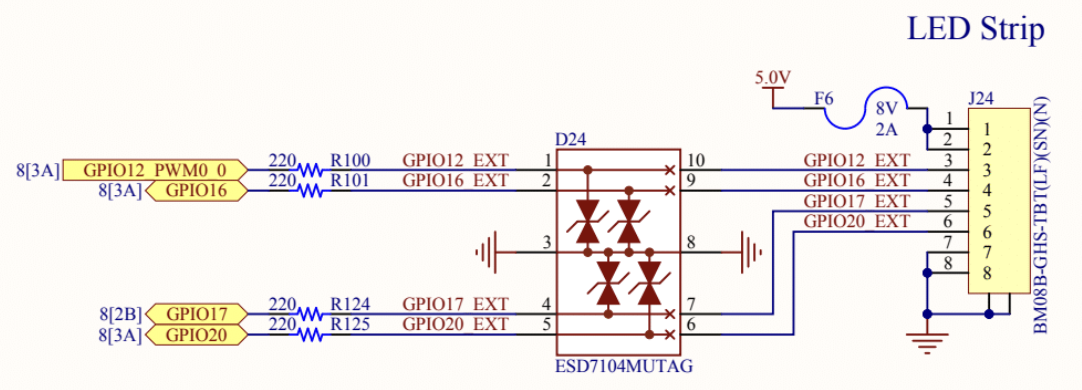 LED Strip
5.0V
F6
8V
2A
J24
D24
8[3A] GPIO12_PWM0_0 220 R100 GPIO12_EXT 1 10 GPIO12_EXT 3 3
8[3A] GPIO16 220 R101 GPIO16_EXT 2 9 GPIO16_EXT 4 4
GPIO17_EXT 5 5
GPIO20_EXT 6 6
3 8
8[2B] GPIO17 220 R124 GPIO17_EXT 4 7
8[3A] GPIO20 220 R125 GPIO20_EXT 5 6
ESD7104MUTAG
1 1
2 2
7 7
8 8
BM08B-GHS-TBT(LF)(SN)(N)